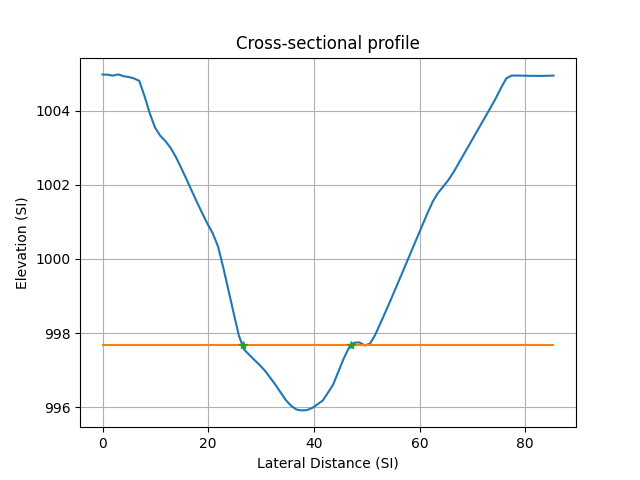 Cross-sectional profile
Elevation (SI)
1004
1002
1000
998
996
0 20 40 60 80
Lateral Distance (SI)